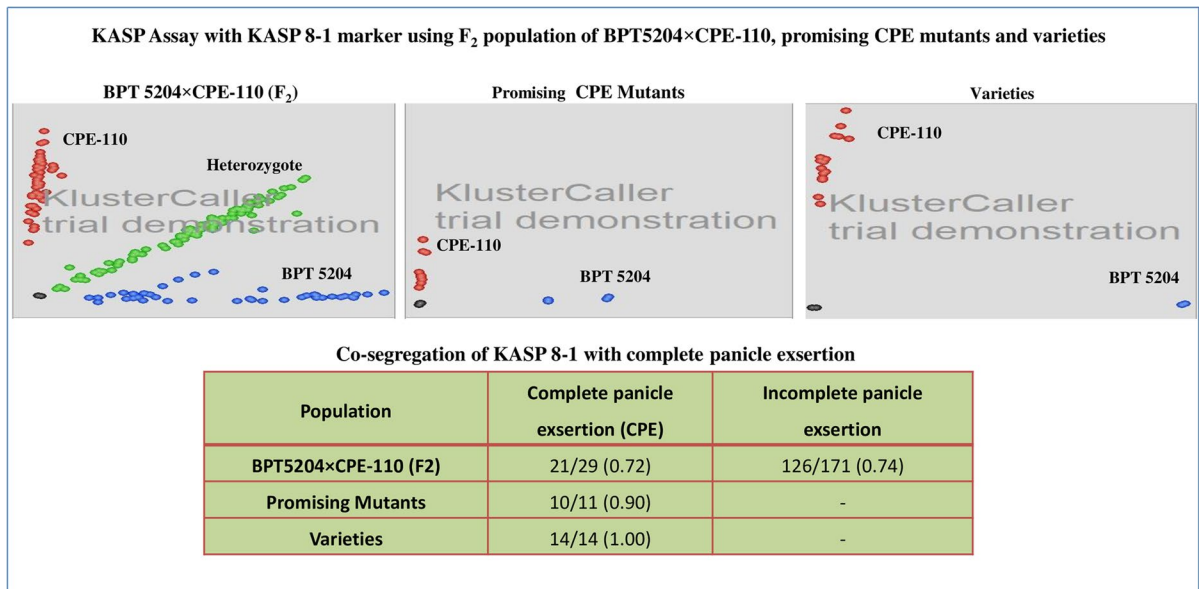 KASP Assay with KASP 8-1 marker using F2 population of BPT5204×CPE-110, promising CPE mutants and varieties
BPT 5204×CPE-110 (F2)
CPE-110
Heterozygote
KlusterCaller
trial demonstration
BPT 5204
Promising CPE Mutants
KlusterCaller
trial demonstration
CPE-110
BPT 5204
Varieties
CPE-110
KlusterCaller
trial demonstration
BPT 5204
Co-segregation of KASP 8-1 with complete panicle exsertion
Population
Complete panicle
exsertion (CPE)
Incomplete panicle
exsertion
BPT5204×CPE-110 (F2) 21/29 (0.72) 126/171 (0.74)
Promising Mutants 10/11 (0.90) -
Varieties 14/14 (1.00) -